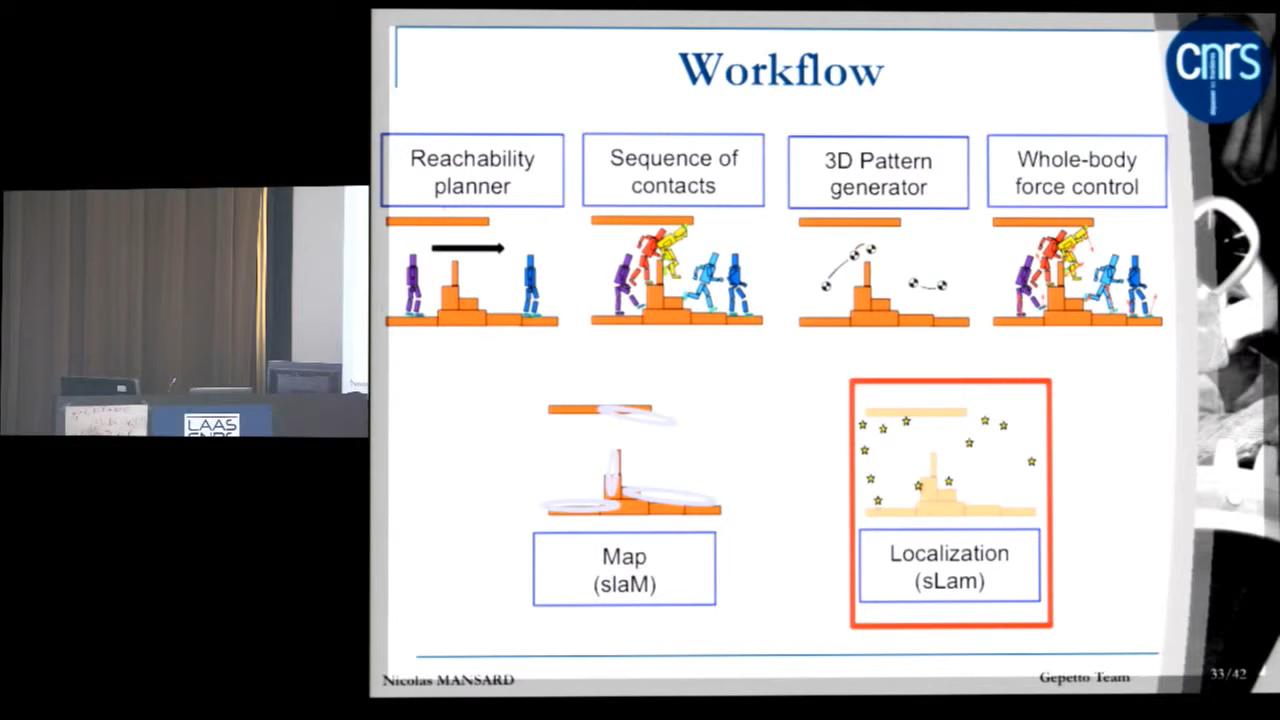 Workflow
cnrs
Reachability
planner
Sequence of
contacts
3D Pattern
generator
Whole-body
force control
Map
(slaM)
Localization
(sLam)
LAAS
CNRS
Nicolas MANSARD
Gepetto Team
33/42